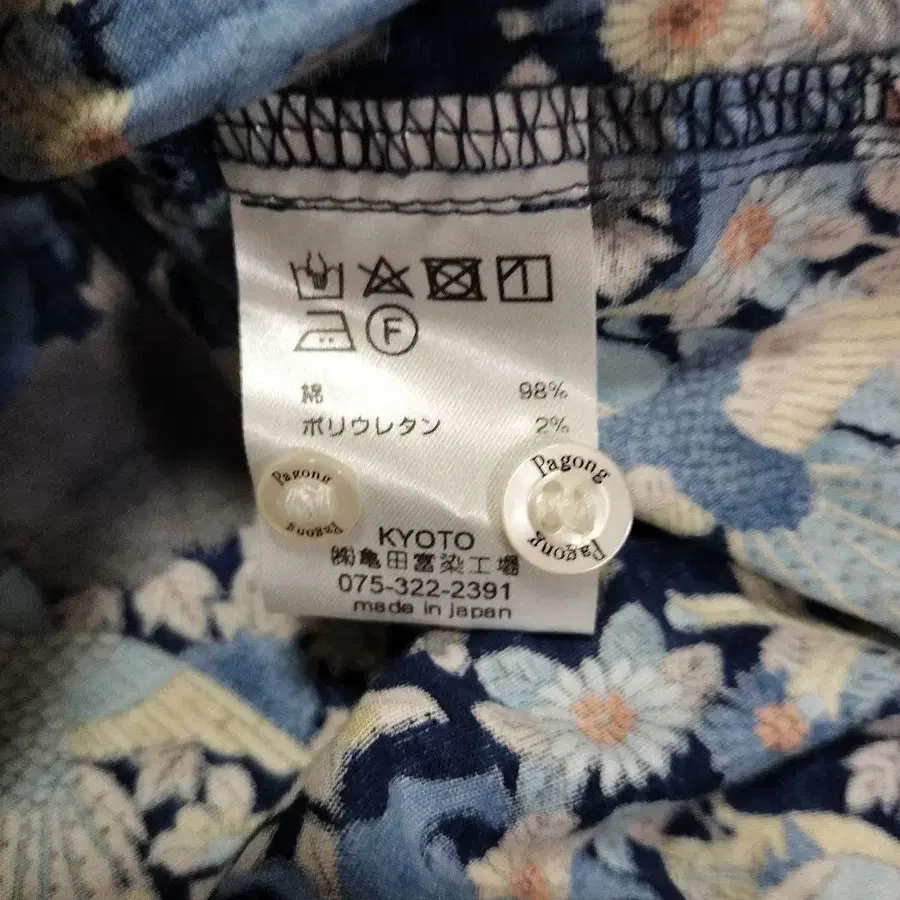 F
綿 98%
ポリウレタン 2%
Pagong
Pagong
Pagong
Pagong
KYOTO
㈱亀田富染工場
075-322-2391
made in japan